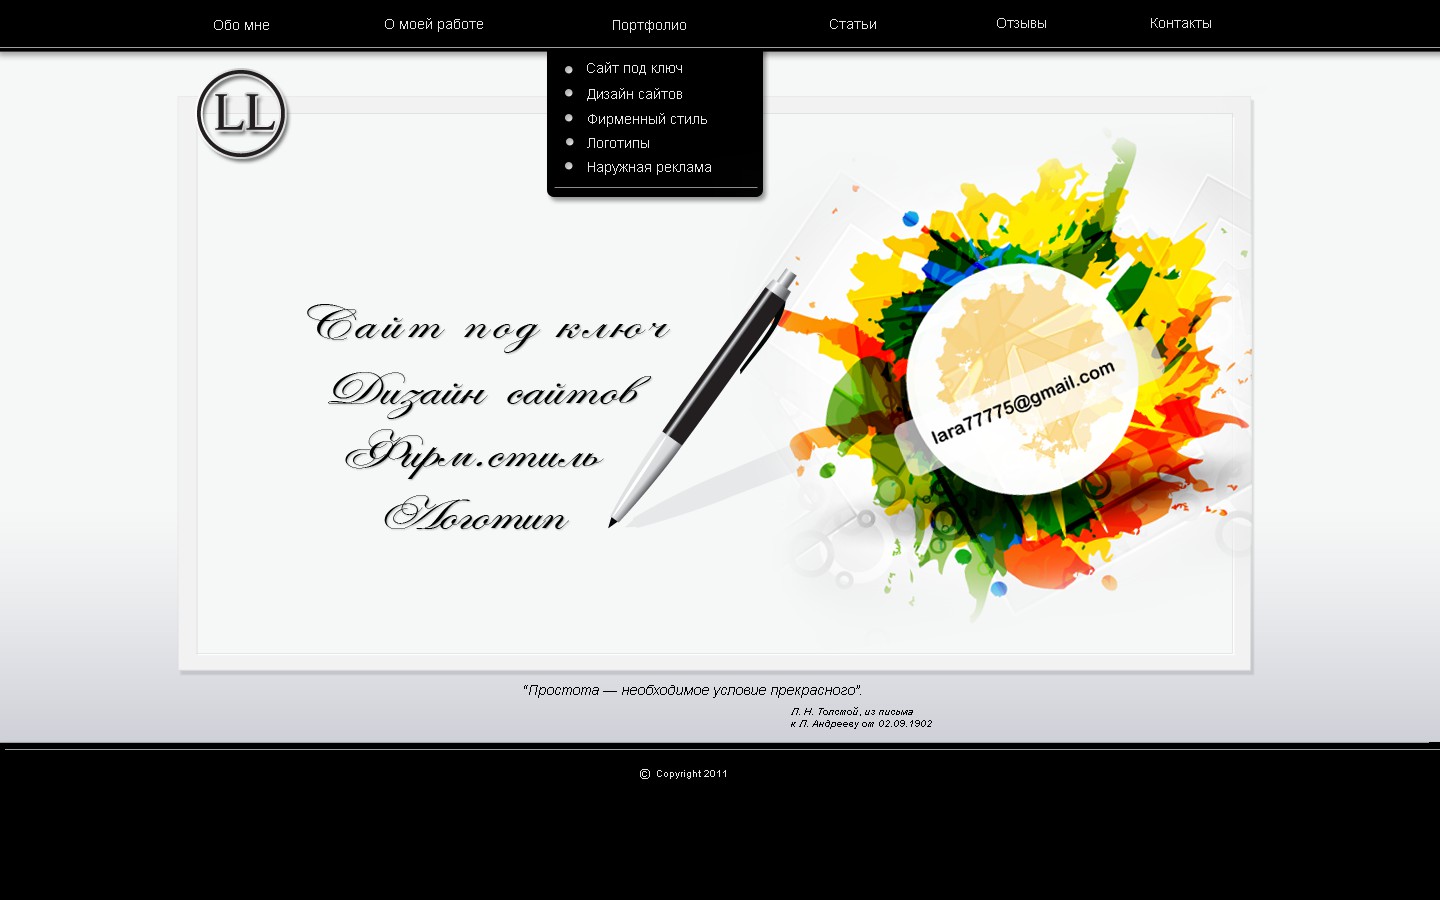 Обо мне
О моей работе
Портфолио
Статьи
Отзывы
Контакты
Сайт под ключ
Дизайн сайтов
Фирменный стиль
Логотипы
Наружная реклама
LL
Сайт под ключ
Дизайн сайтов
Фирм.стиль
Логотип
lara77775@gmail.com
“Простота — необходимое условие прекрасного”.
Л. Н. Толстой, из письма
к Л. Андрееву от 02.09.1902
© Copyright 2011